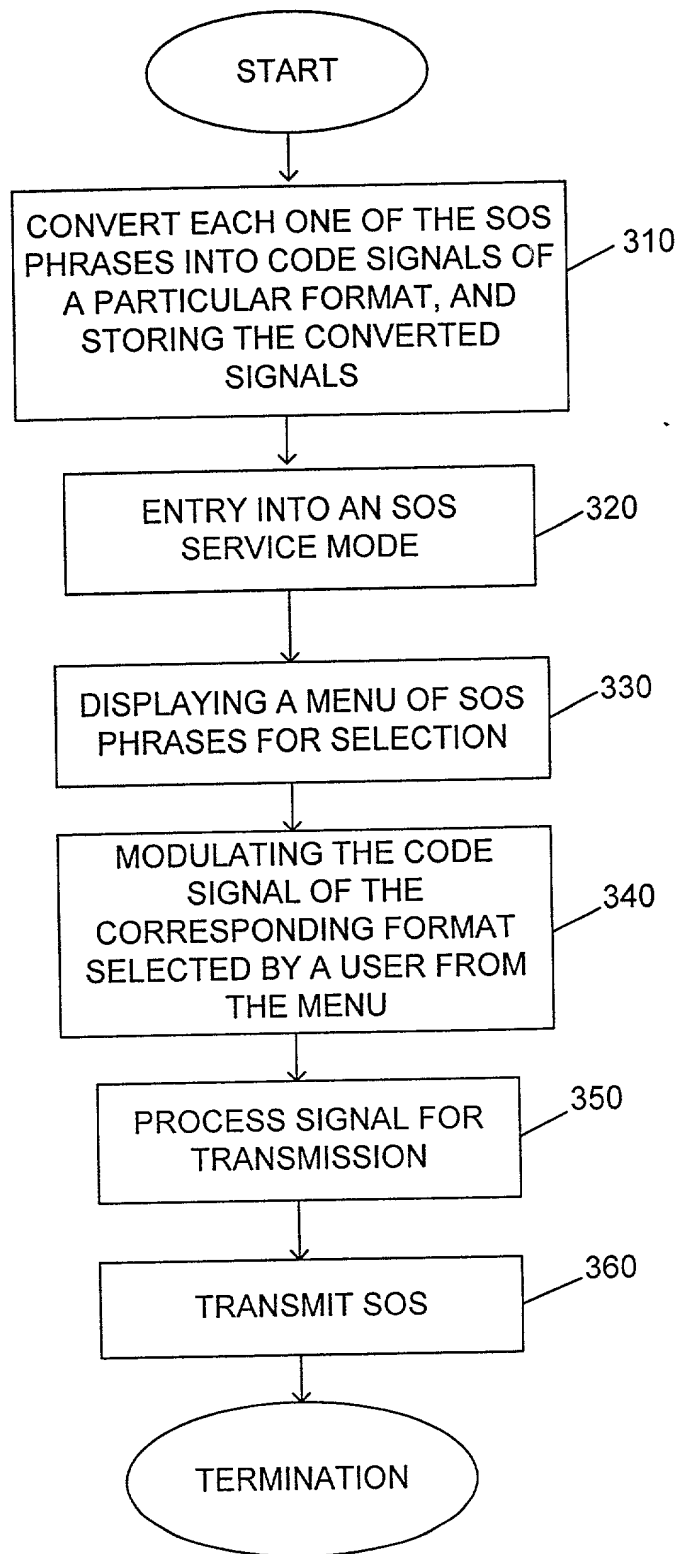 START
CONVERT EACH ONE OF THE SOS
PHRASES INTO CODE SIGNALS OF
A PARTICULAR FORMAT, AND
STORING THE CONVERTED
SIGNALS
310
ENTRY INTO AN SOS
SERVICE MODE
320
DISPLAYING A MENU OF SOS
PHRASES FOR SELECTION
330
MODULATING THE CODE
SIGNAL OF THE
CORRESPONDING FORMAT
SELECTED BY A USER FROM
THE MENU
340
PROCESS SIGNAL FOR
TRANSMISSION
350
TRANSMIT SOS
360
TERMINATION